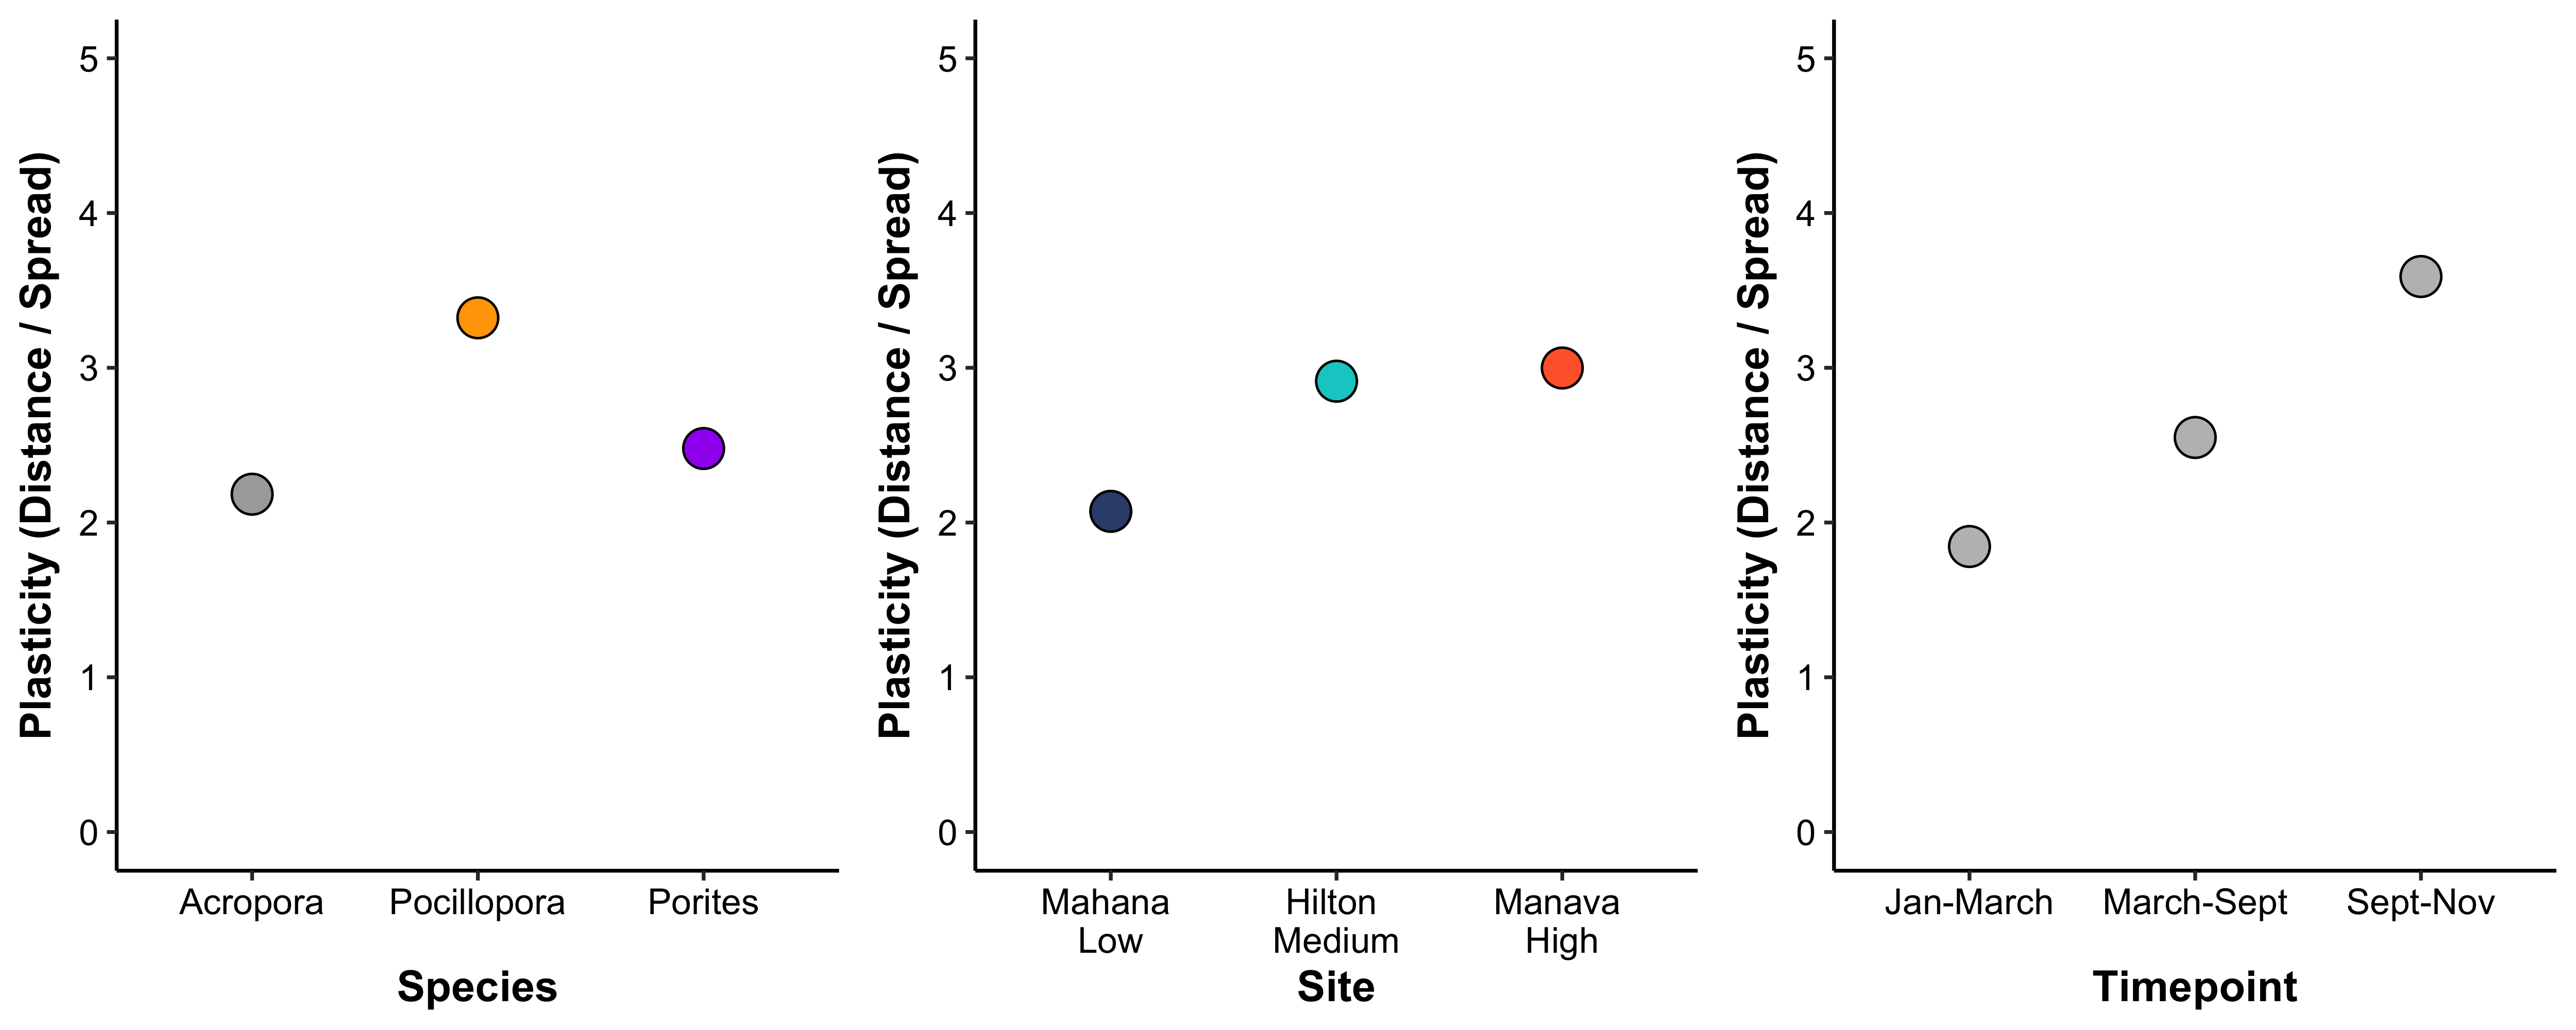 Plasticity (Distance / Spread)
5
4
3
2
1
0
Acropora Pocillopora Porites
Species
Plasticity (Distance / Spread)
5
4
3
2
1
0
Mahana Hilton Manava
Low Medium High
Site
Plasticity (Distance / Spread)
5
4
3
2
1
0
Jan-March March-Sept Sept-Nov
Timepoint